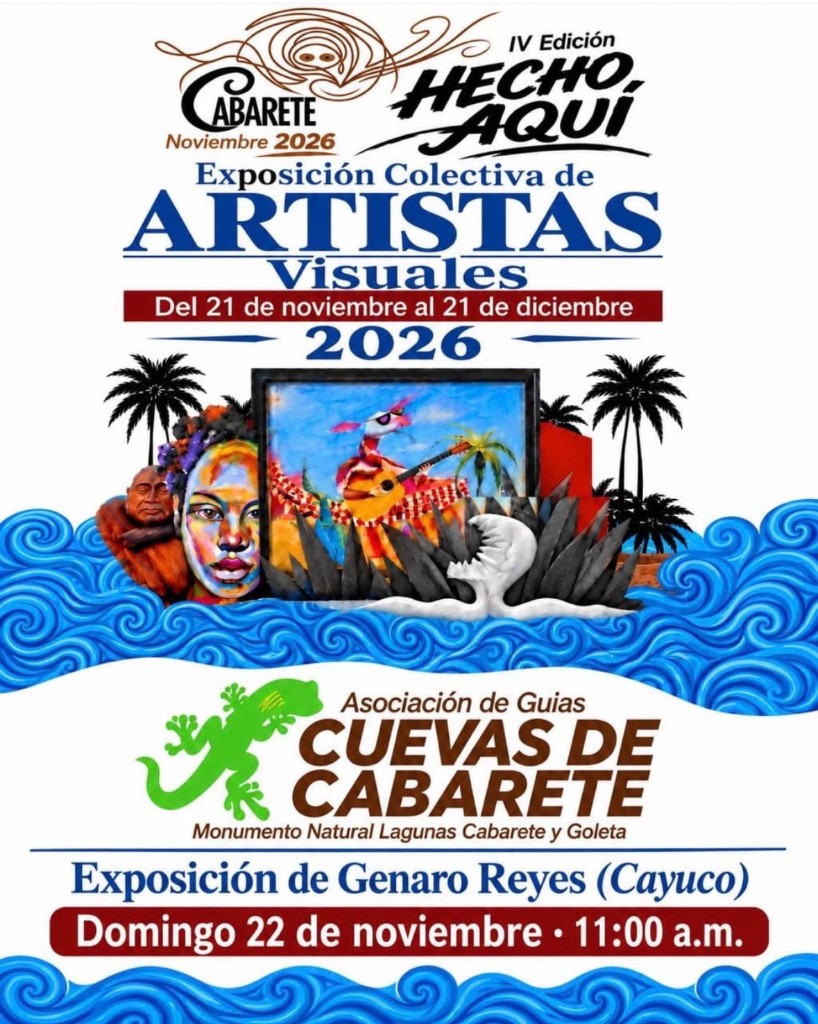 IV Edición
HECHO AQUÍ
CABARETE
Noviembre 2026
Exposición Colectiva de
ARTISTAS
Visuales
Del 21 de noviembre al 21 de diciembre
2026
Asociación de Guias
CUEVAS DE
CABARETE
Monumento Natural Lagunas Cabarete y Goleta
Exposición de Genaro Reyes (Cayuco)
Domingo 22 de noviembre · 11:00 a.m.